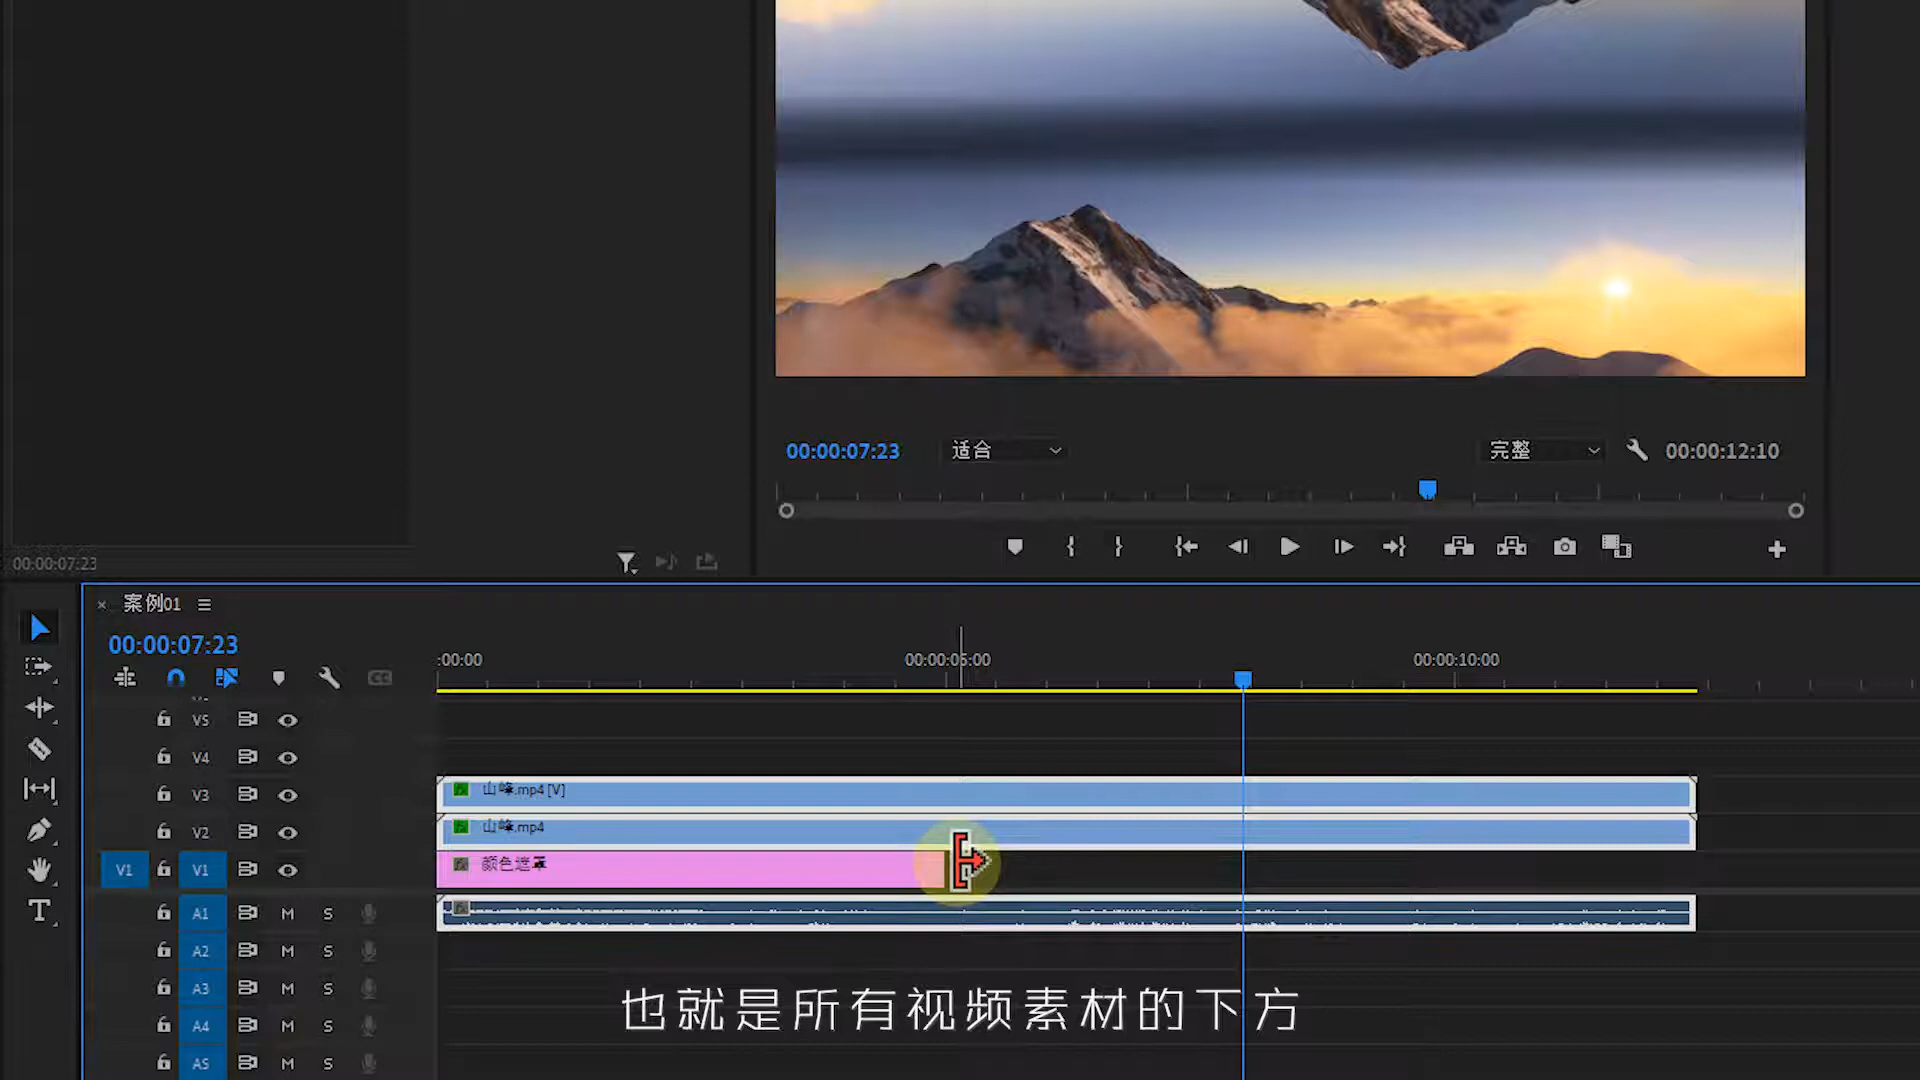 00:00:07:23
适合
完整
00:00:12:10
00:00:07:23
案例01
00:00:07:23
:00:00
00:00:05:00
00:00:10:00
V5
V4
V3
山峰.mp4 [V]
V2
山峰.mp4
V1
V1
颜色遮罩
A1
M
S
A2
M
S
A3
M
S
A4
M
S
A5
M
S
也就是所有视频素材的下方